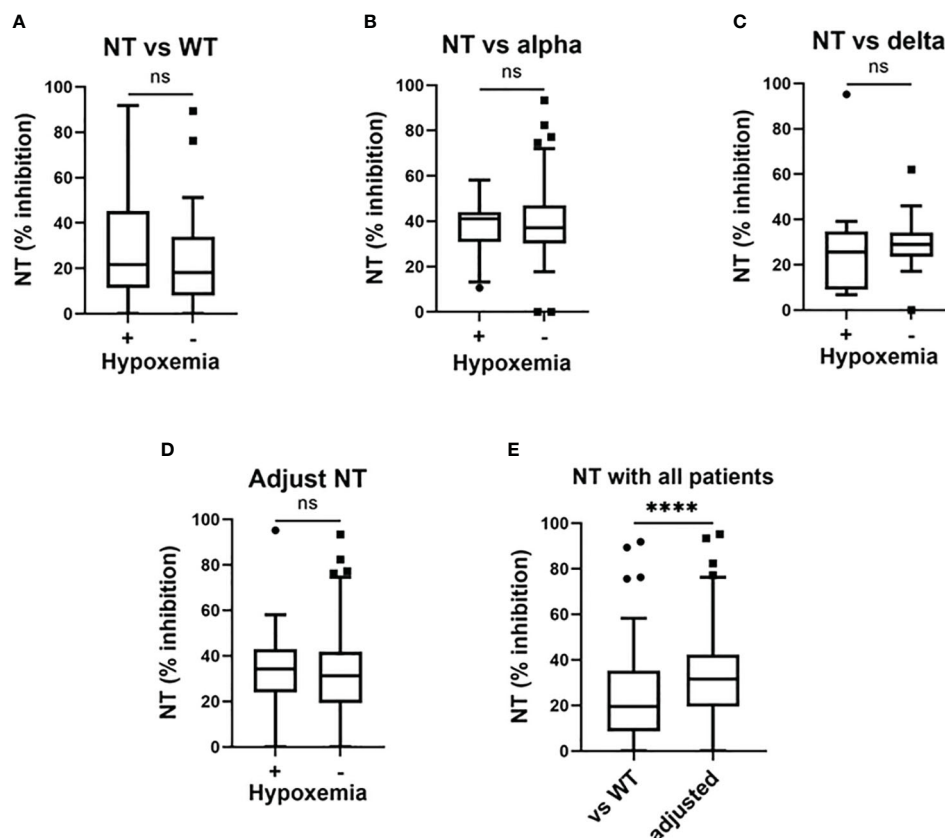 A
NT vs WT
ns
100
80
60
40
20
0
NT (% inhibition)
+ -
Hypoxemia
B
NT vs alpha
ns
100
80
60
40
20
0
NT (% inhibition)
+ -
Hypoxemia
C
NT vs delta
ns
100
80
60
40
20
0
NT (% inhibition)
+ -
Hypoxemia
D
Adjust NT
ns
100
80
60
40
20
0
NT (% inhibition)
+ -
Hypoxemia
E
NT with all patients
****
100
80
60
40
20
0
NT (% inhibition)
vs WT
adjusted